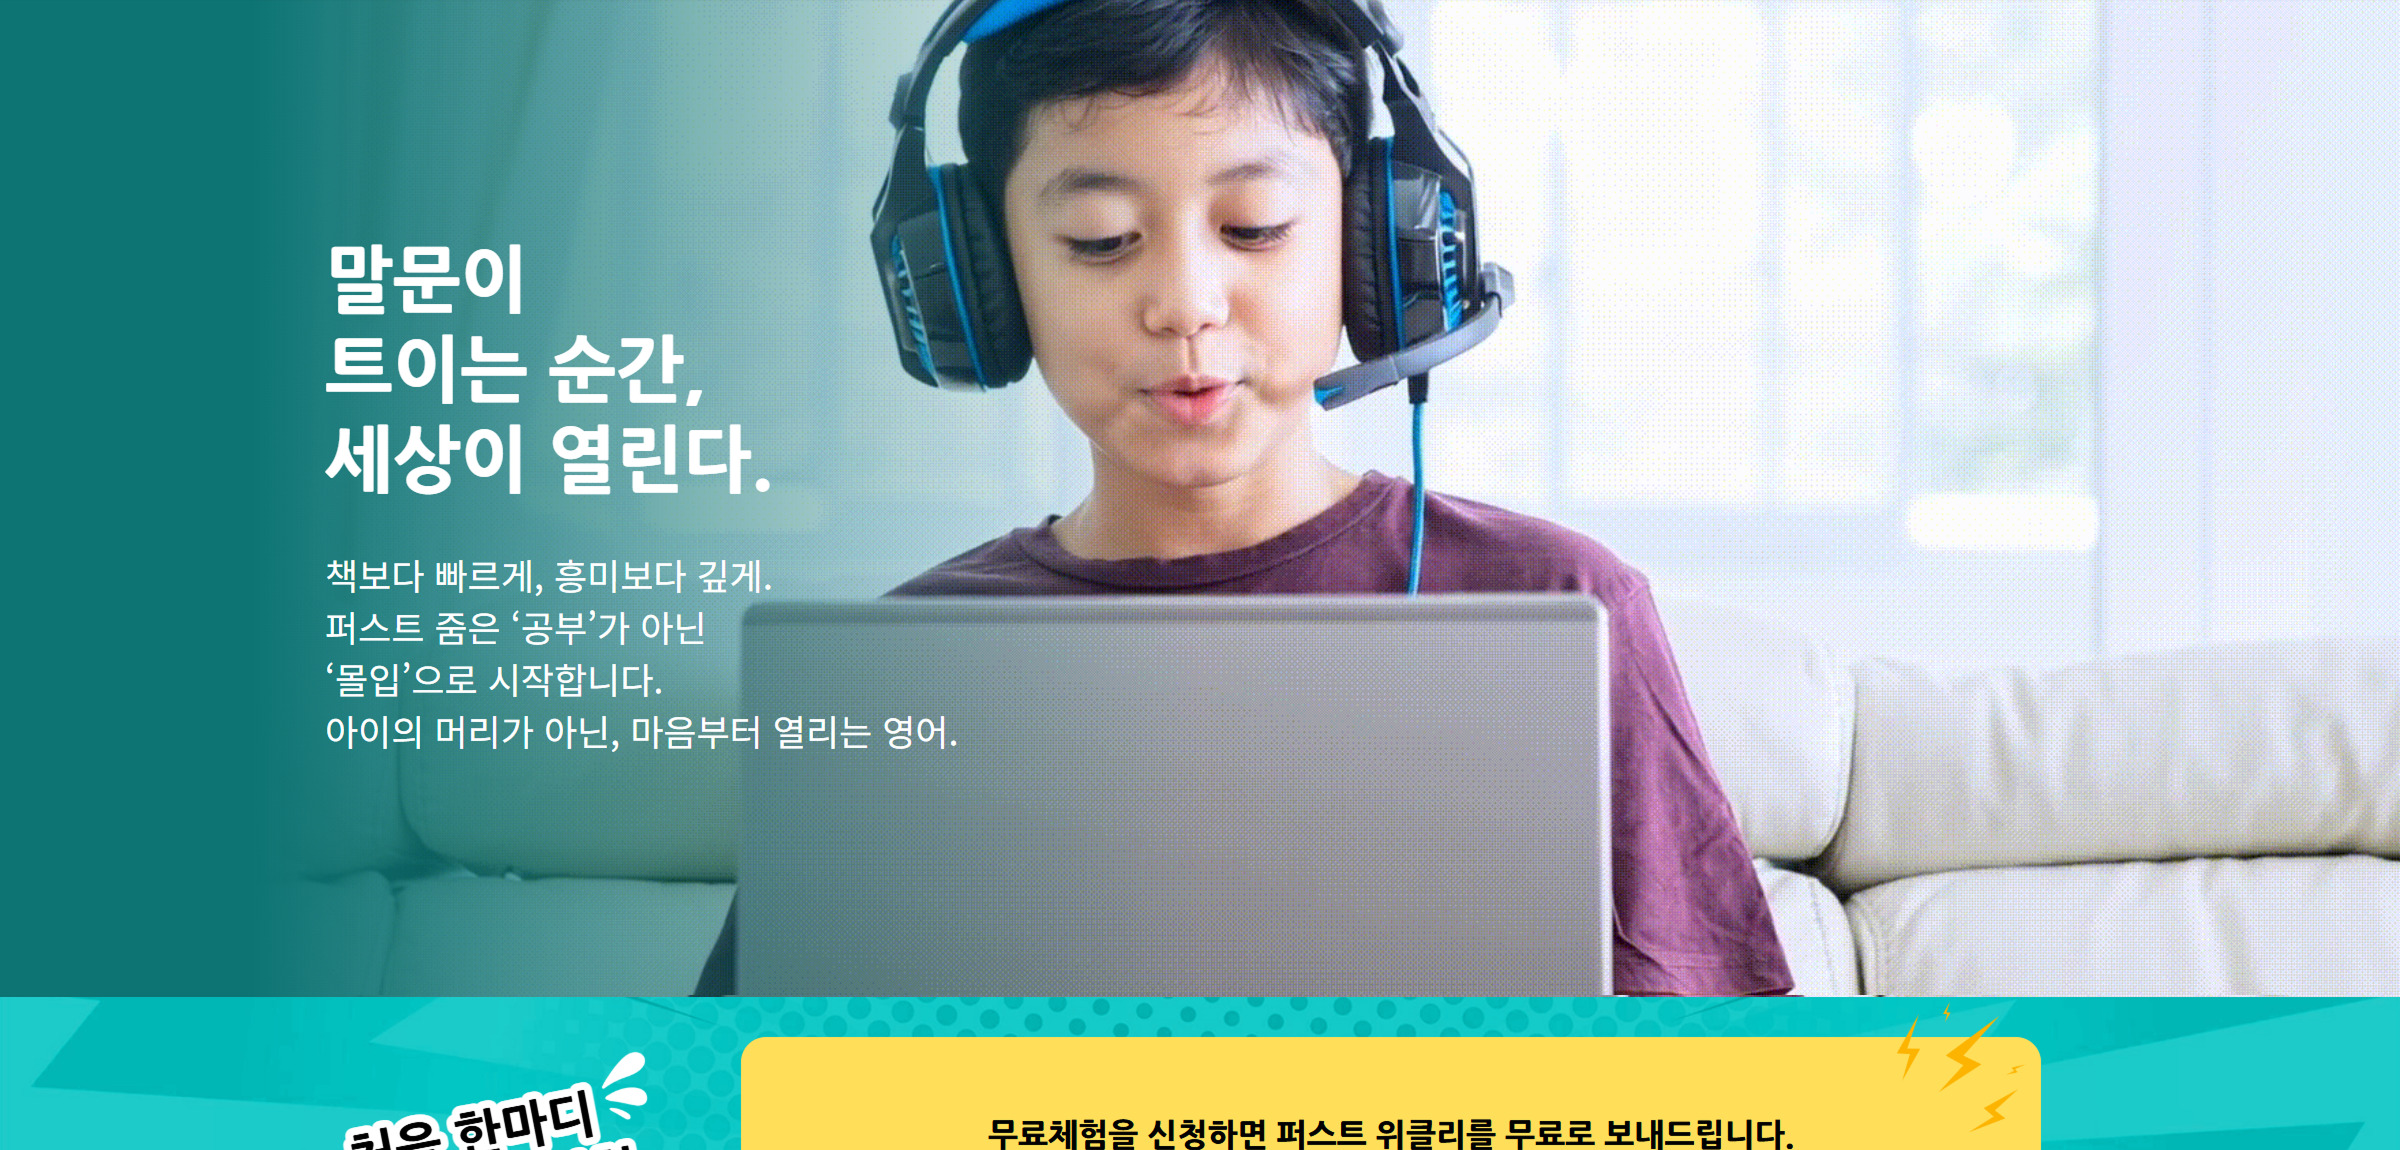 말문이
트이는 순간,
세상이 열린다.
책보다 빠르게, 흥미보다 깊게.
퍼스트 줌은 ‘공부’가 아닌
‘몰입’으로 시작합니다.
아이의 머리가 아닌, 마음부터 열리는 영어.
처음 한마디
무료체험을 신청하면 퍼스트 위클리를 무료로 보내드립니다.